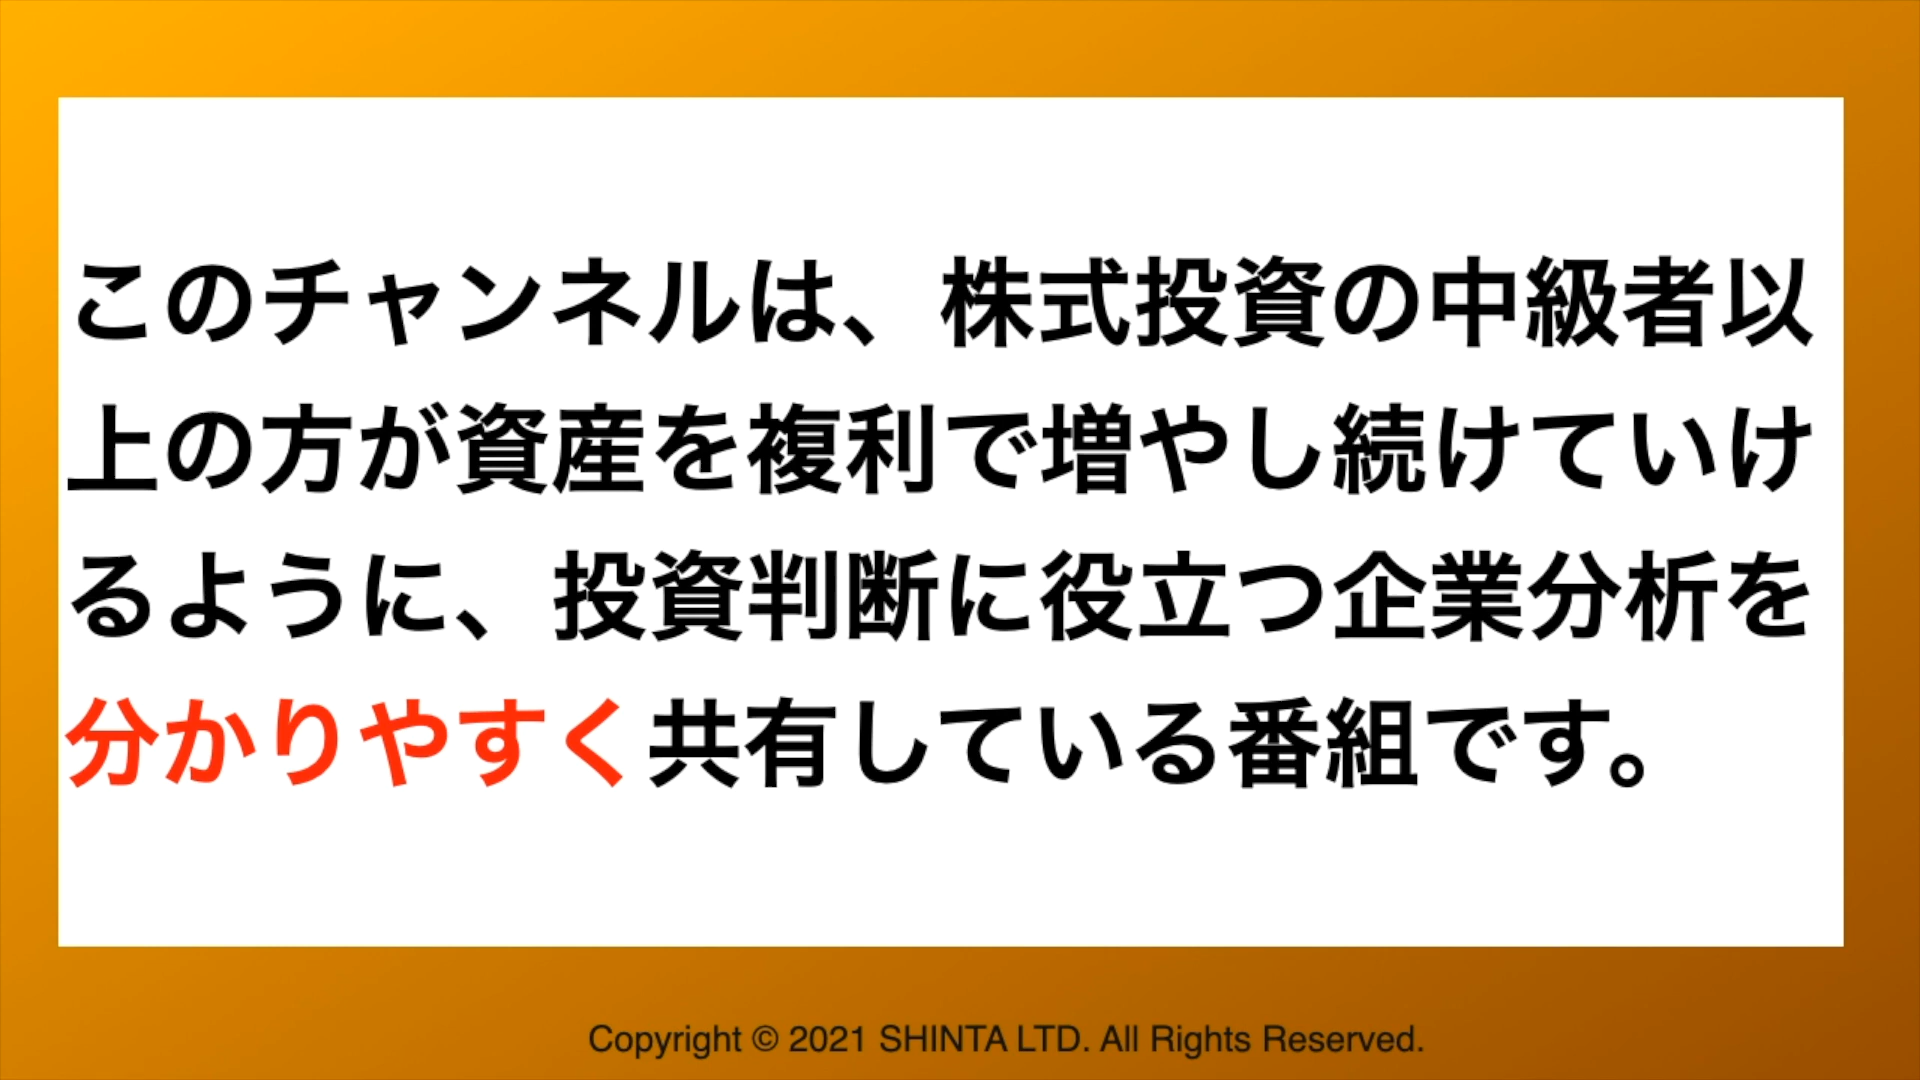 このチャンネルは、株式投資の中級者以
上の方が資産を複利で増やし続けていけ
るように、投資判断に役立つ企業分析を
分かりやすく共有している番組です。
Copyright © 2021 SHINTA LTD. All Rights Reserved.